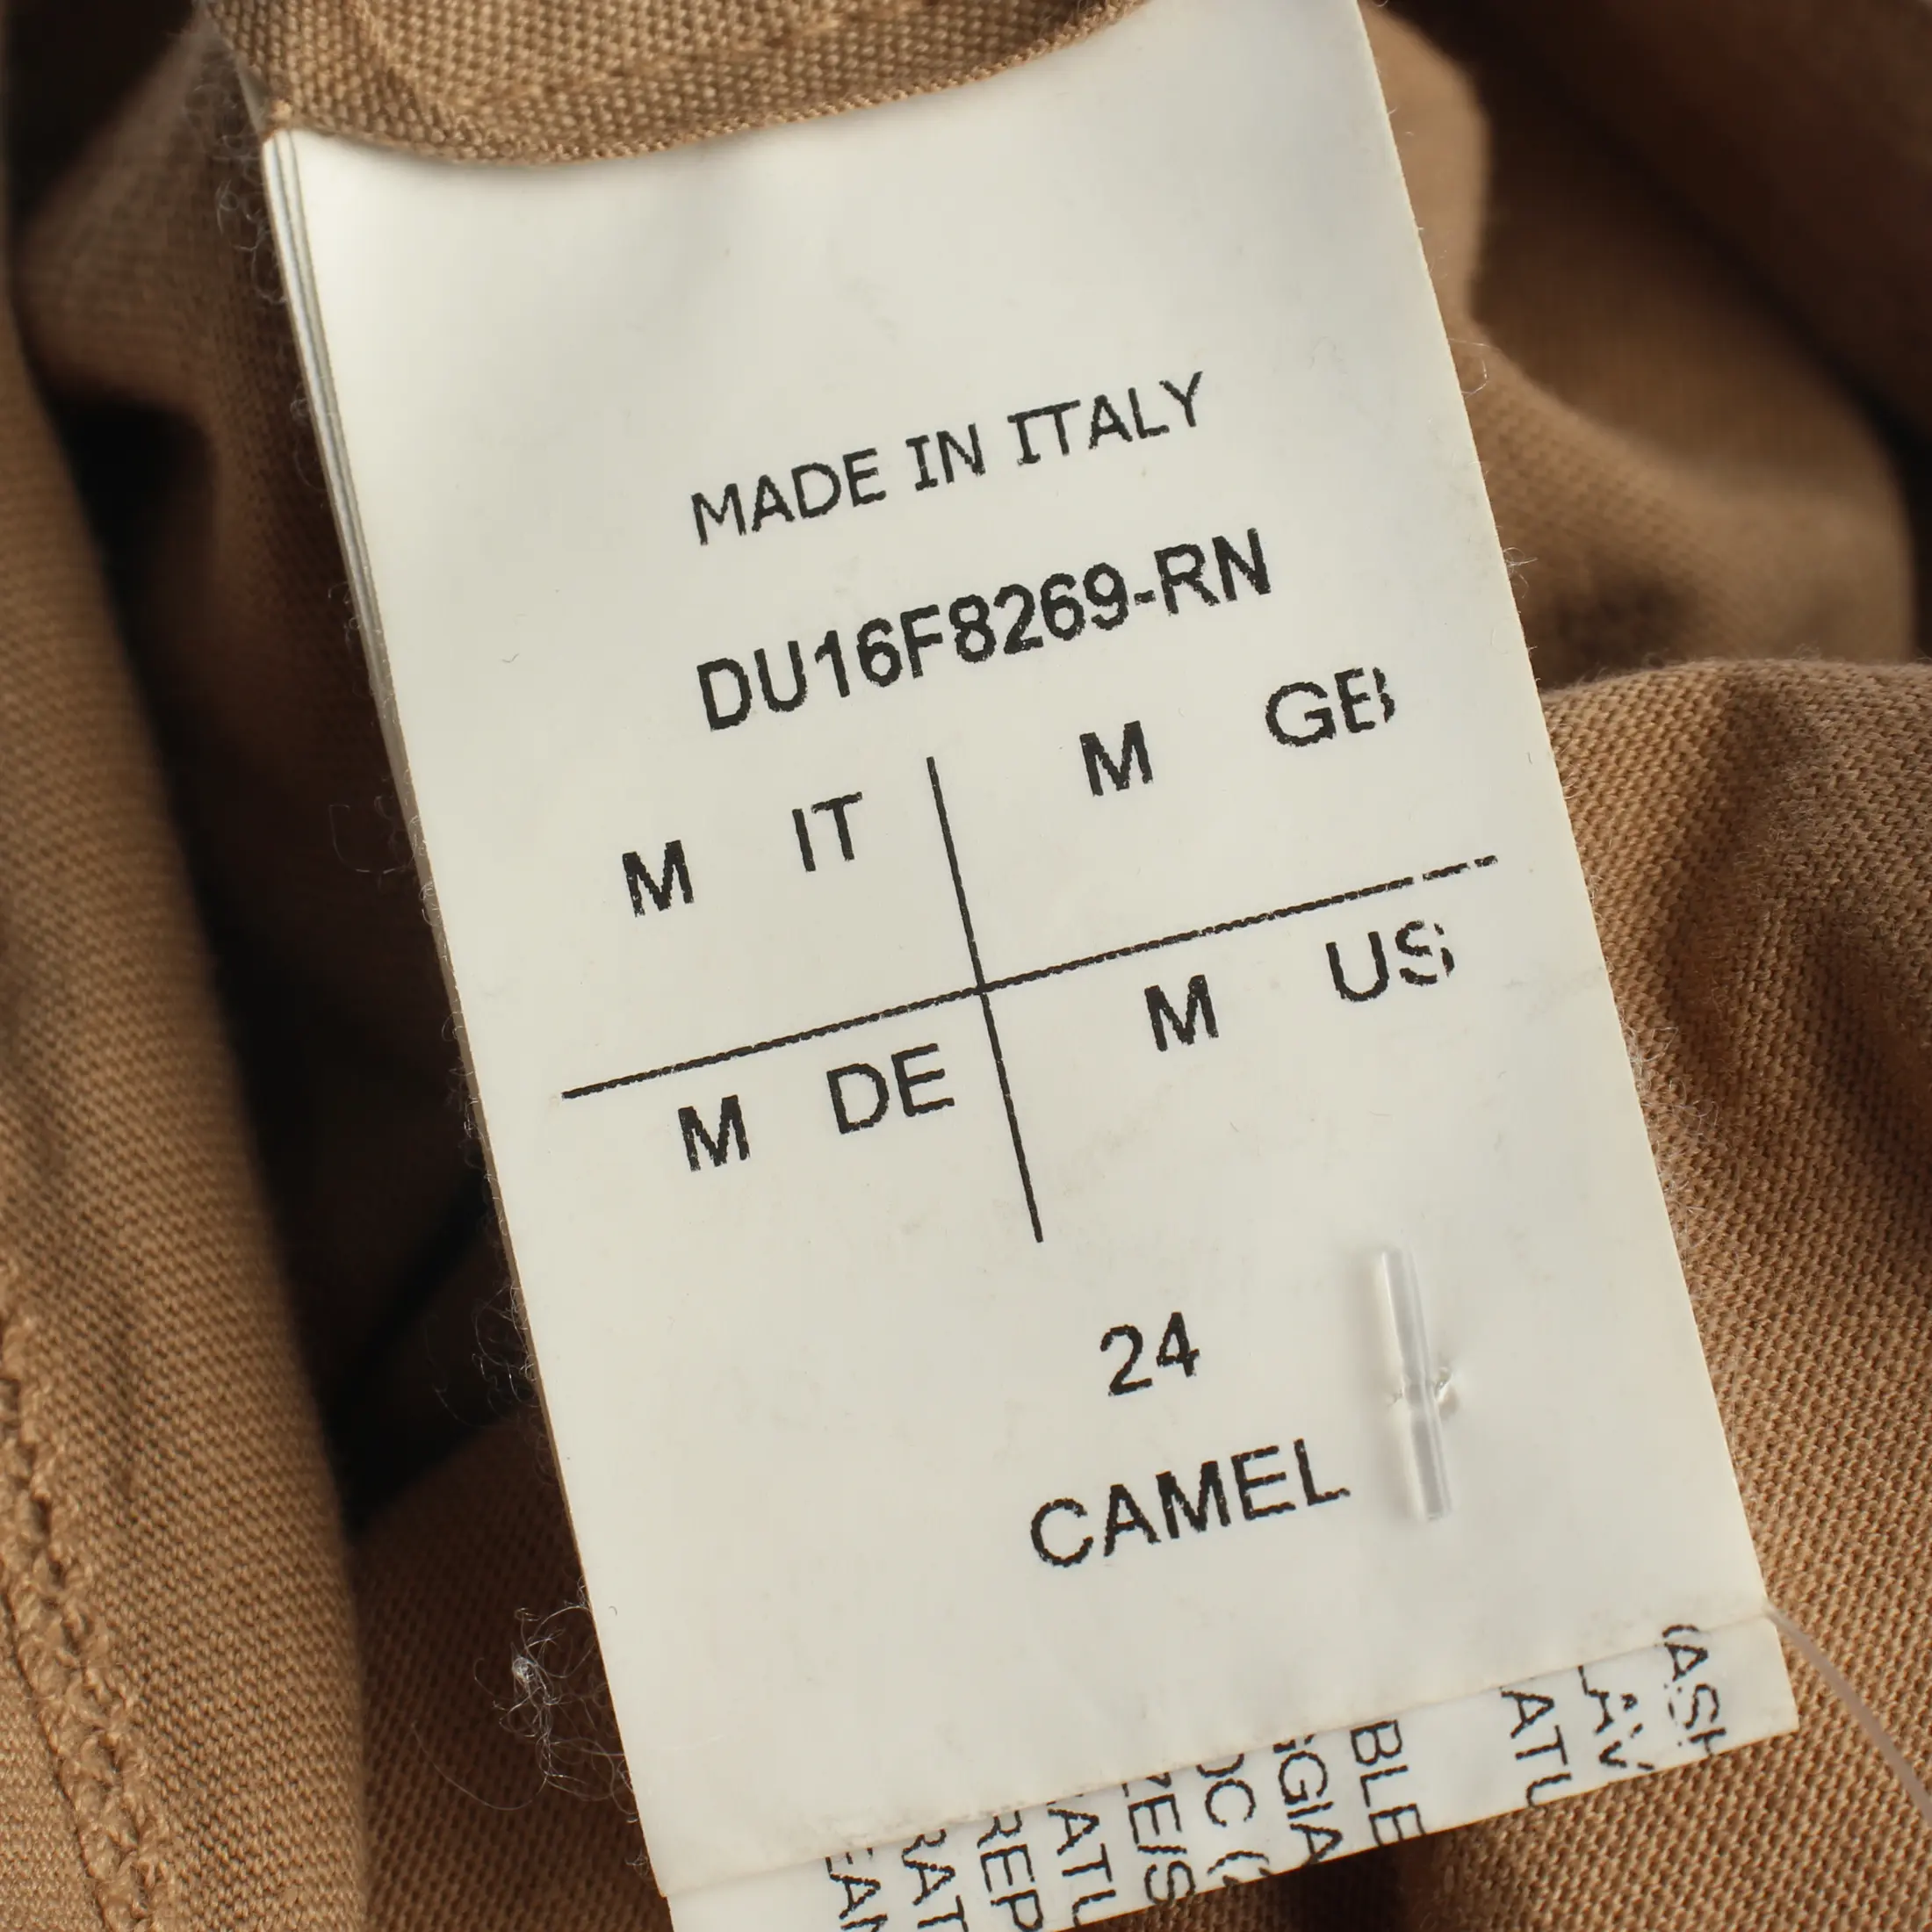 MADE IN ITALY
DU16F8269-RN
M IT M GB
M DE M US
24
CAMEL